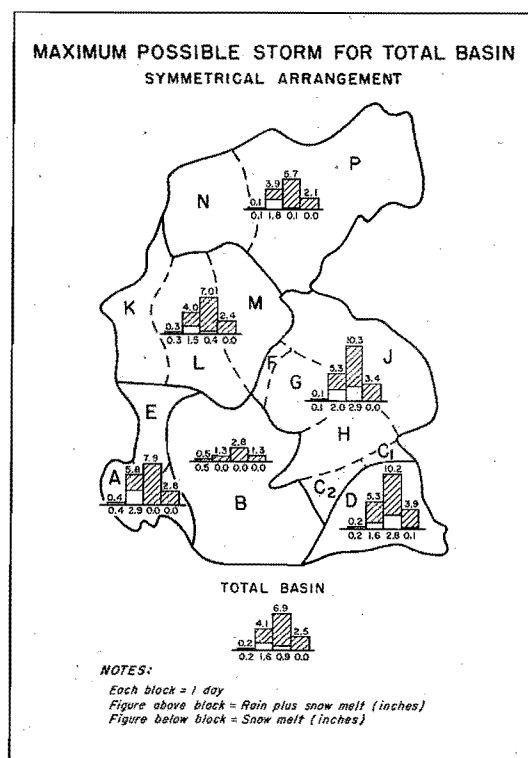 MAXIMUM POSSIBLE STORM FOR TOTAL BASIN
SYMMETRICAL ARRANGEMENT
P
N
5.7
3.9
2.1
0.1
0.1 1.8 0.1 0.0
K
M
7.01
4.0
2.4
0.3
0.3 1.5 0.4 0.0
L
J
F
G
10.3
5.3
3.4
0.1
0.1 2.0 2.9 0.0
E
H
2.8
0.5 1.3 1.3
0.5 0.0 0.0 0.0
C1
C2
A
7.9
5.8
2.8
0.4
0.4 2.9 0.0 0.0
B
D
10.2
5.3
3.9
0.2
0.2 1.6 2.8 0.1
TOTAL BASIN
6.9
4.1
2.5
0.2
0.2 1.6 0.9 0.0
NOTES:
Each block = 1 day
Figure above block = Rain plus snow melt (inches)
Figure below block = Snow melt (inches)